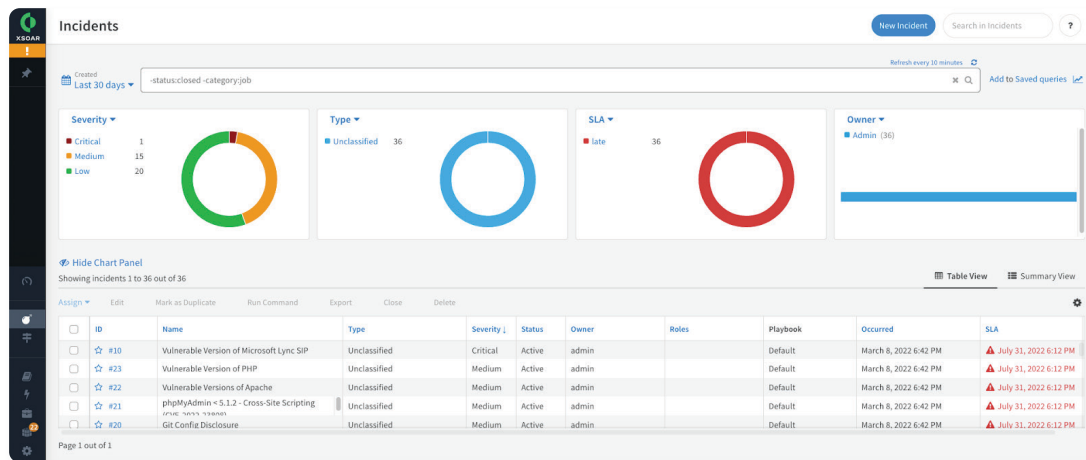 XSOAR
Incidents
New Incident
Search in Incidents
?
!
Refresh every 10 minutes
Created
Last 30 days
-status:closed -category:job
Add to Saved queries
Severity
Critical 1
Medium 15
Low 20
Type
Unclassified 36
SLA
late 36
Owner
Admin (36)
Hide Chart Panel
Showing incidents 1 to 36 out of 36
Table View
Summary View
Assign Edit Mark as Duplicate Run Command Export Close Delete
ID Name Type Severity ↓ Status Owner Roles Playbook Occurred SLA
#10 Vulnerable Version of Microsoft Lync SIP Unclassified Critical Active admin Default March 8, 2022 6:42 PM July 31, 2022 6:12 PM
#23 Vulnerable Version of PHP Unclassified Medium Active admin Default March 8, 2022 6:42 PM July 31, 2022 6:12 PM
#22 Vulnerable Versions of Apache Unclassified Medium Active admin Default March 8, 2022 6:42 PM July 31, 2022 6:12 PM
#21 phpMyAdmin < 5.1.2 - Cross-Site Scripting Unclassified Medium Active admin Default March 8, 2022 6:42 PM July 31, 2022 6:12 PM
(CVE-2022-23808)
#20 Git Config Disclosure Unclassified Medium Active admin Default March 8, 2022 6:42 PM July 31, 2022 6:12 PM
22
Page 1 out of 1